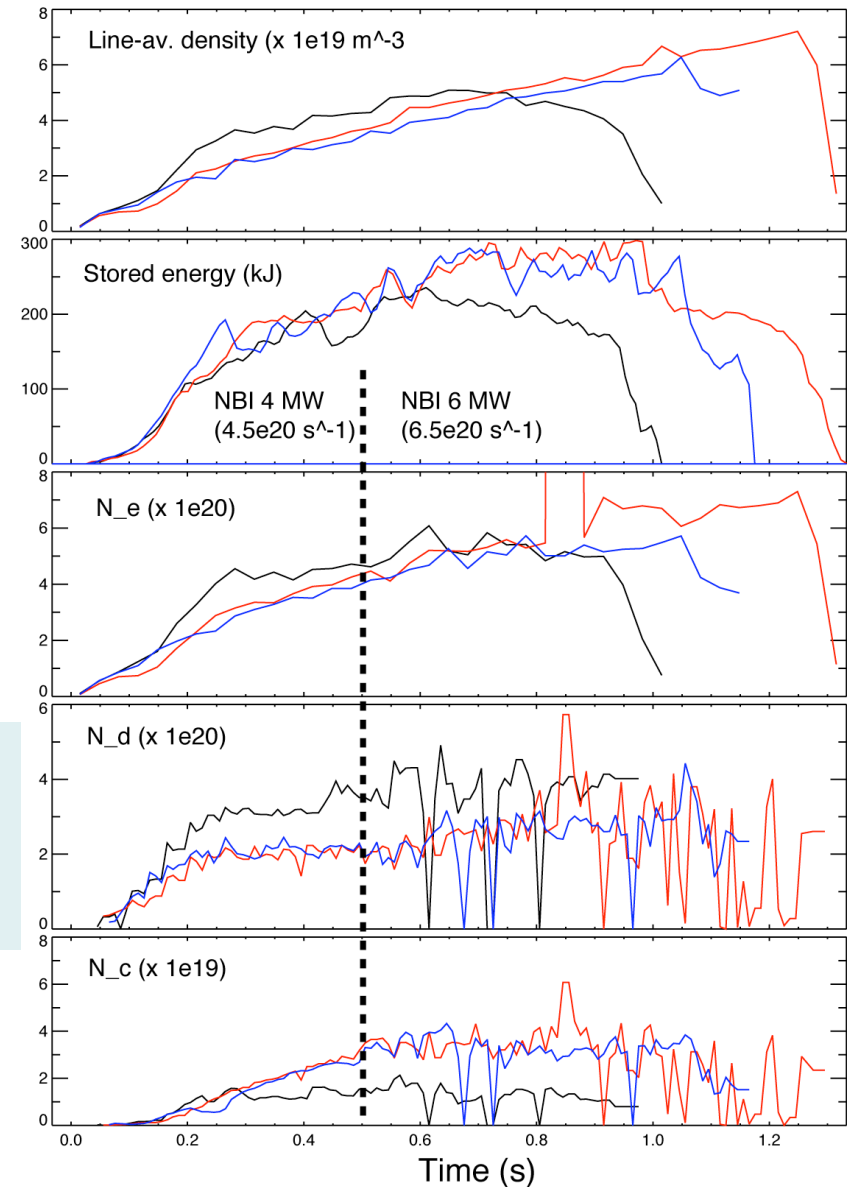 8
6
4
2
0
Line-av. density (x 1e19 m^-3
300
200
100
0
Stored energy (kJ)
NBI 4 MW
(4.5e20 s^-1)
NBI 6 MW
(6.5e20 s^-1)
8
6
4
2
0
N_e (x 1e20)
6
4
2
0
N_d (x 1e20)
8
6
4
2
0
N_c (x 1e19)
0.0 0.2 0.4 0.6 0.8 1.0 1.2
Time (s)